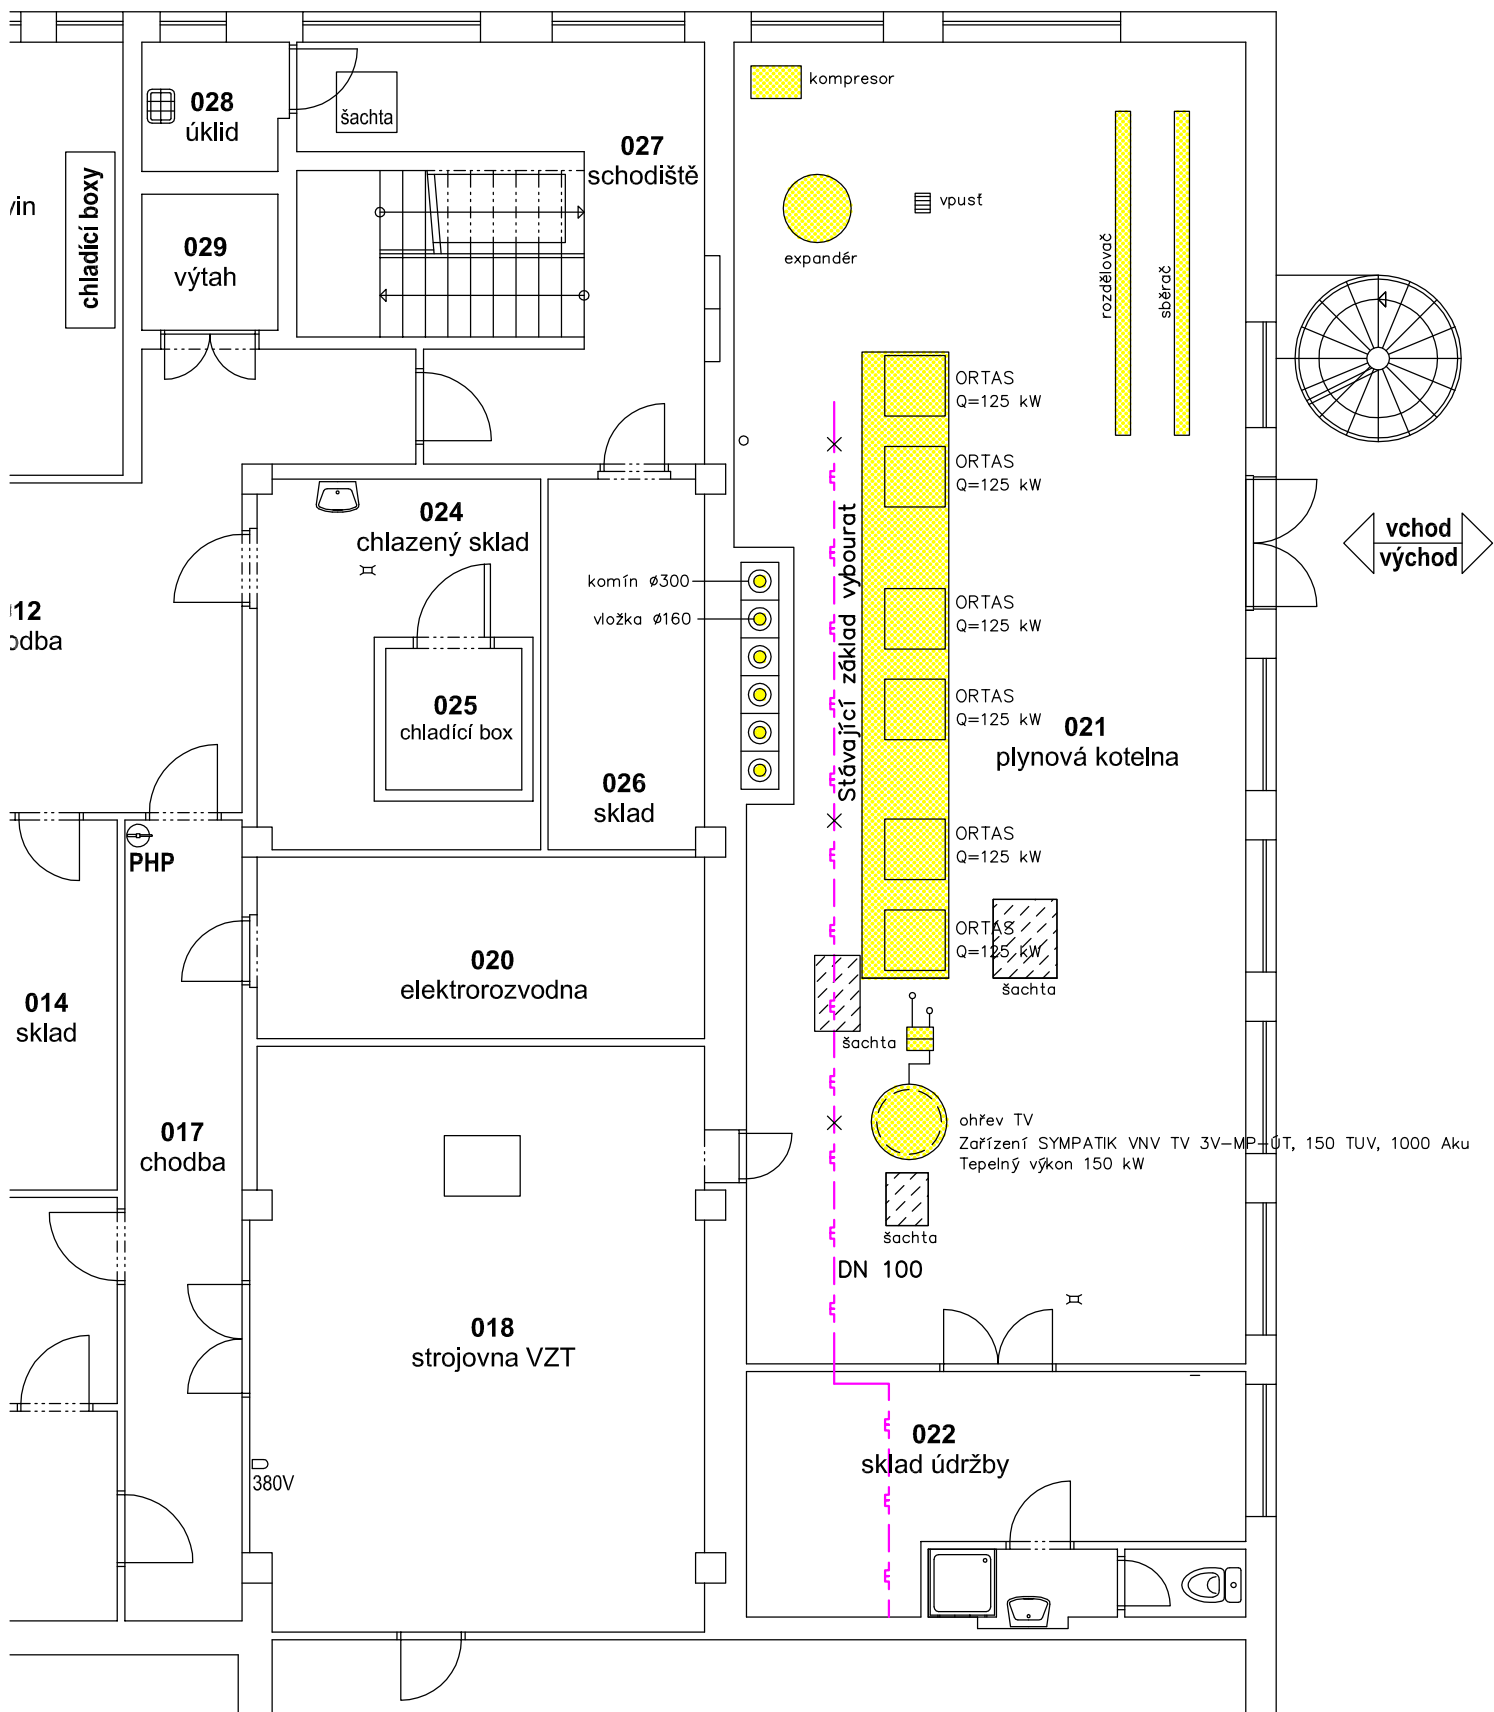 028
úklid
šachta
kompresor
027
schodiště
chladící boxy
029
výtah
vpusť
expandér
rozdělovač
sběrač
ORTAS
Q=125 kW
ORTAS
Q=125 kW
024
chlazený sklad
vchod
východ
komín ø300
vložka ø160
ORTAS
Q=125 kW
Stávající základ vybourat
025
chladící box
ORTAS
Q=125 kW
021
plynová kotelna
026
sklad
ORTAS
Q=125 kW
PHP
ORTAS
Q=125 kW
020
elektrorozvodna
014
sklad
šachta
šachta
017
chodba
ohřev TV
Zařízení SYMPATIK VNV TV 3V-MP-ÚT, 150 TUV, 1000 Aku
Tepelný výkon 150 kW
šachta
DN 100
018
strojovna VZT
022
sklad údržby
380V